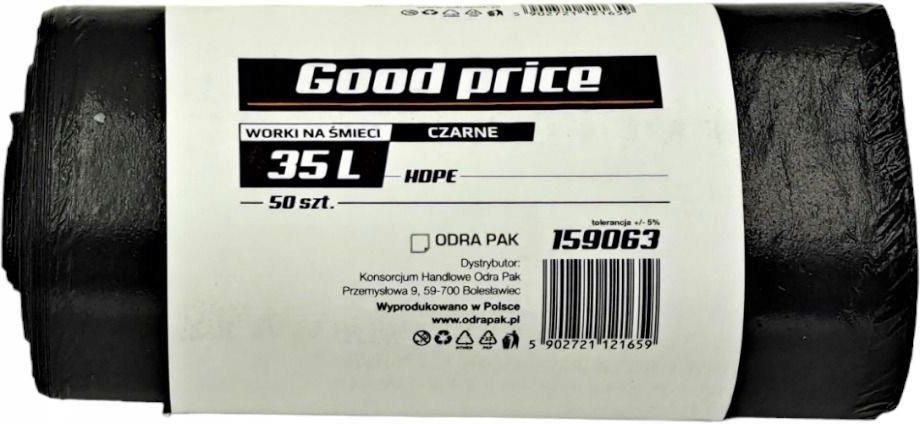 5 902721 121659
Good price
WORKI NA ŚMIECI CZARNE
35 L HDPE
50 szt.
tolerancja +/- 5%
ODRA PAK 159063
Dystrybutor:
Konsorcjum Handlowe Odra Pak
Przemysłowa 9, 59-700 Bolesławiec
Wyprodukowano w Polsce
www.odrapak.pl
5 902721 121659